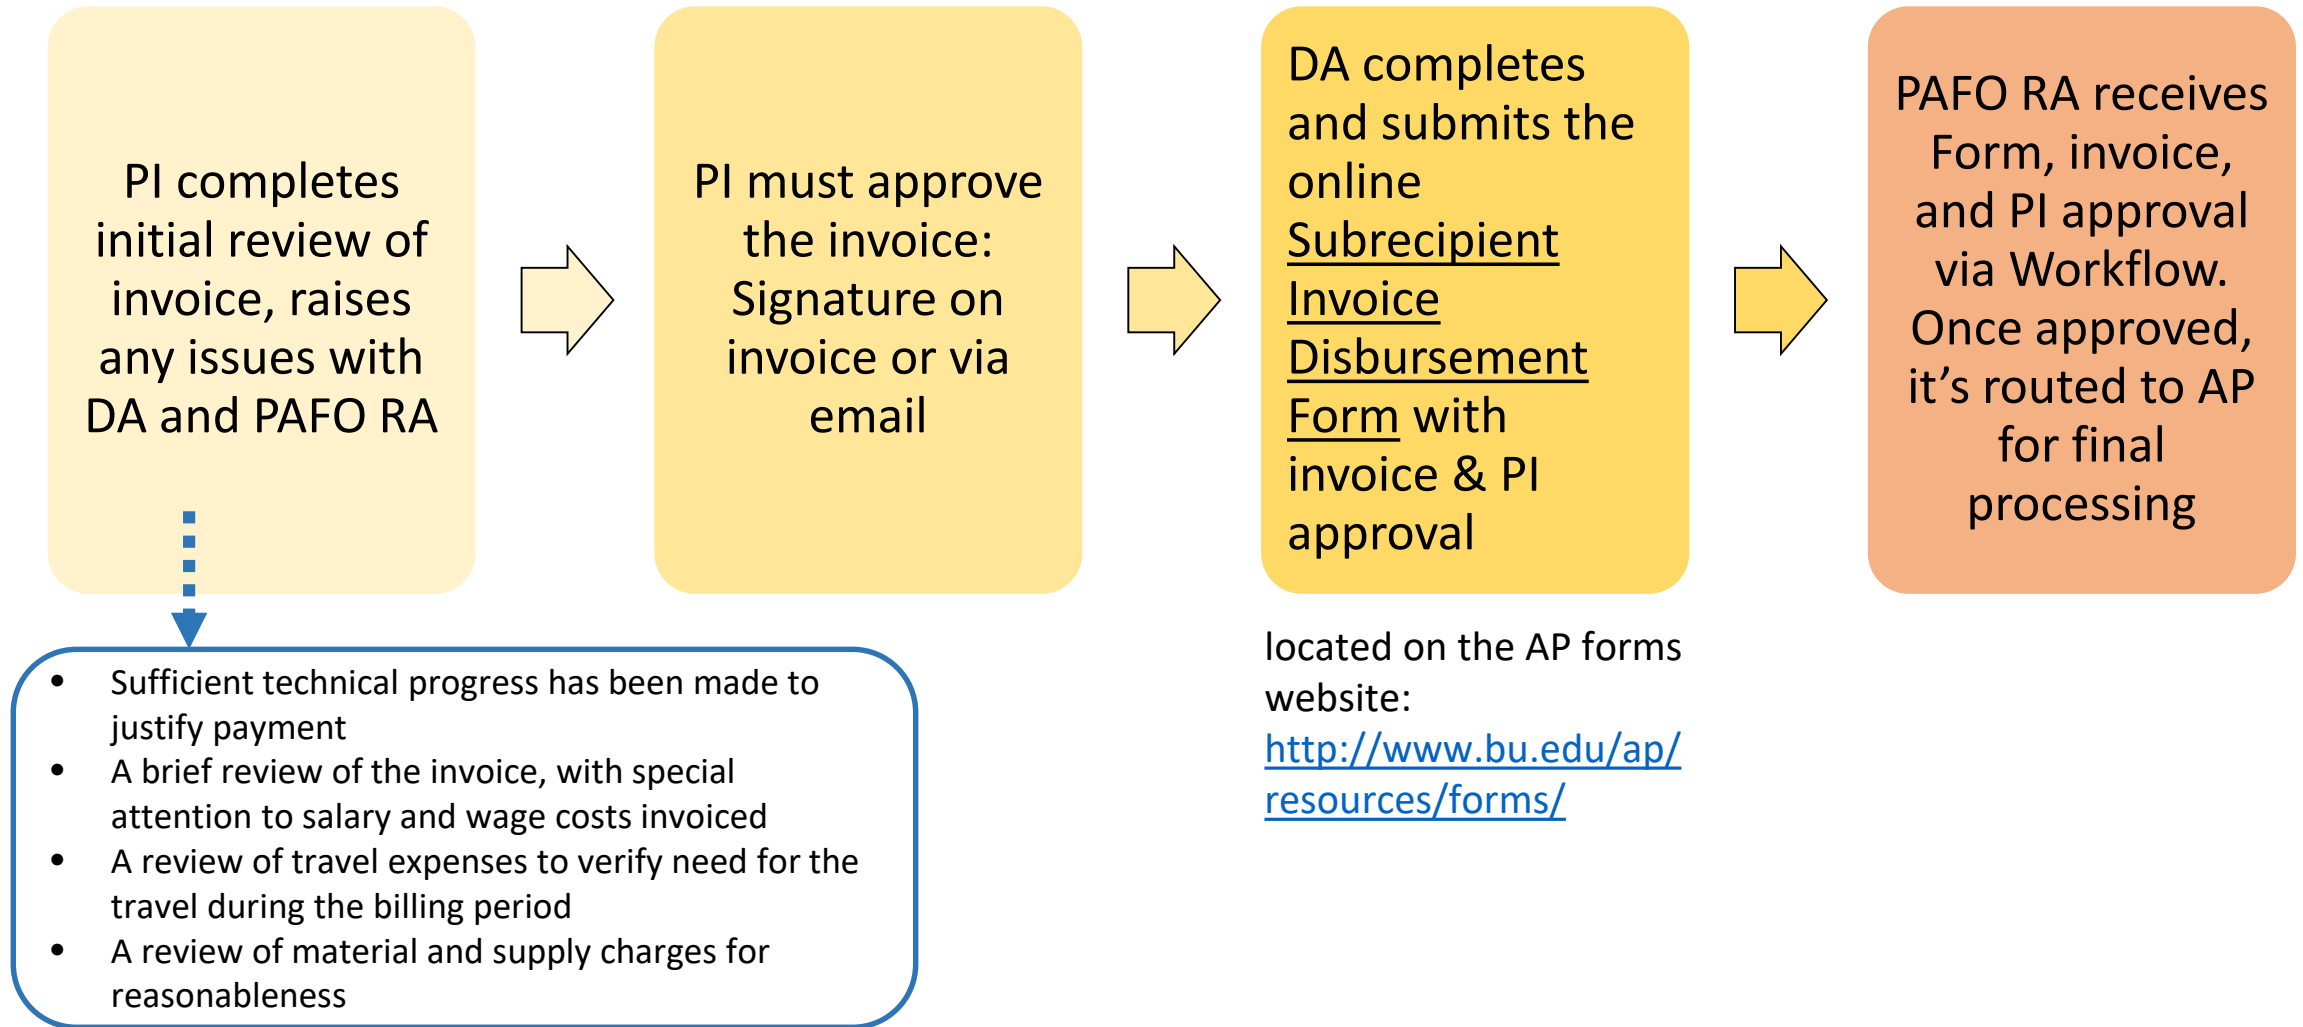 PI completes
initial review of
invoice, raises
any issues with
DA and PAFO RA
PI must approve
the invoice:
Signature on
invoice or via
email
DA completes
and submits the
online
Subrecipient
Invoice
Disbursement
Form with
invoice & PI
approval
PAFO RA receives
Form, invoice,
and PI approval
via Workflow.
Once approved,
it’s routed to AP
for final
processing
• Sufficient technical progress has been made to
justify payment
• A brief review of the invoice, with special
attention to salary and wage costs invoiced
• A review of travel expenses to verify need for the
travel during the billing period
• A review of material and supply charges for
reasonableness
located on the AP forms
website:
http://www.bu.edu/ap/
resources/forms/